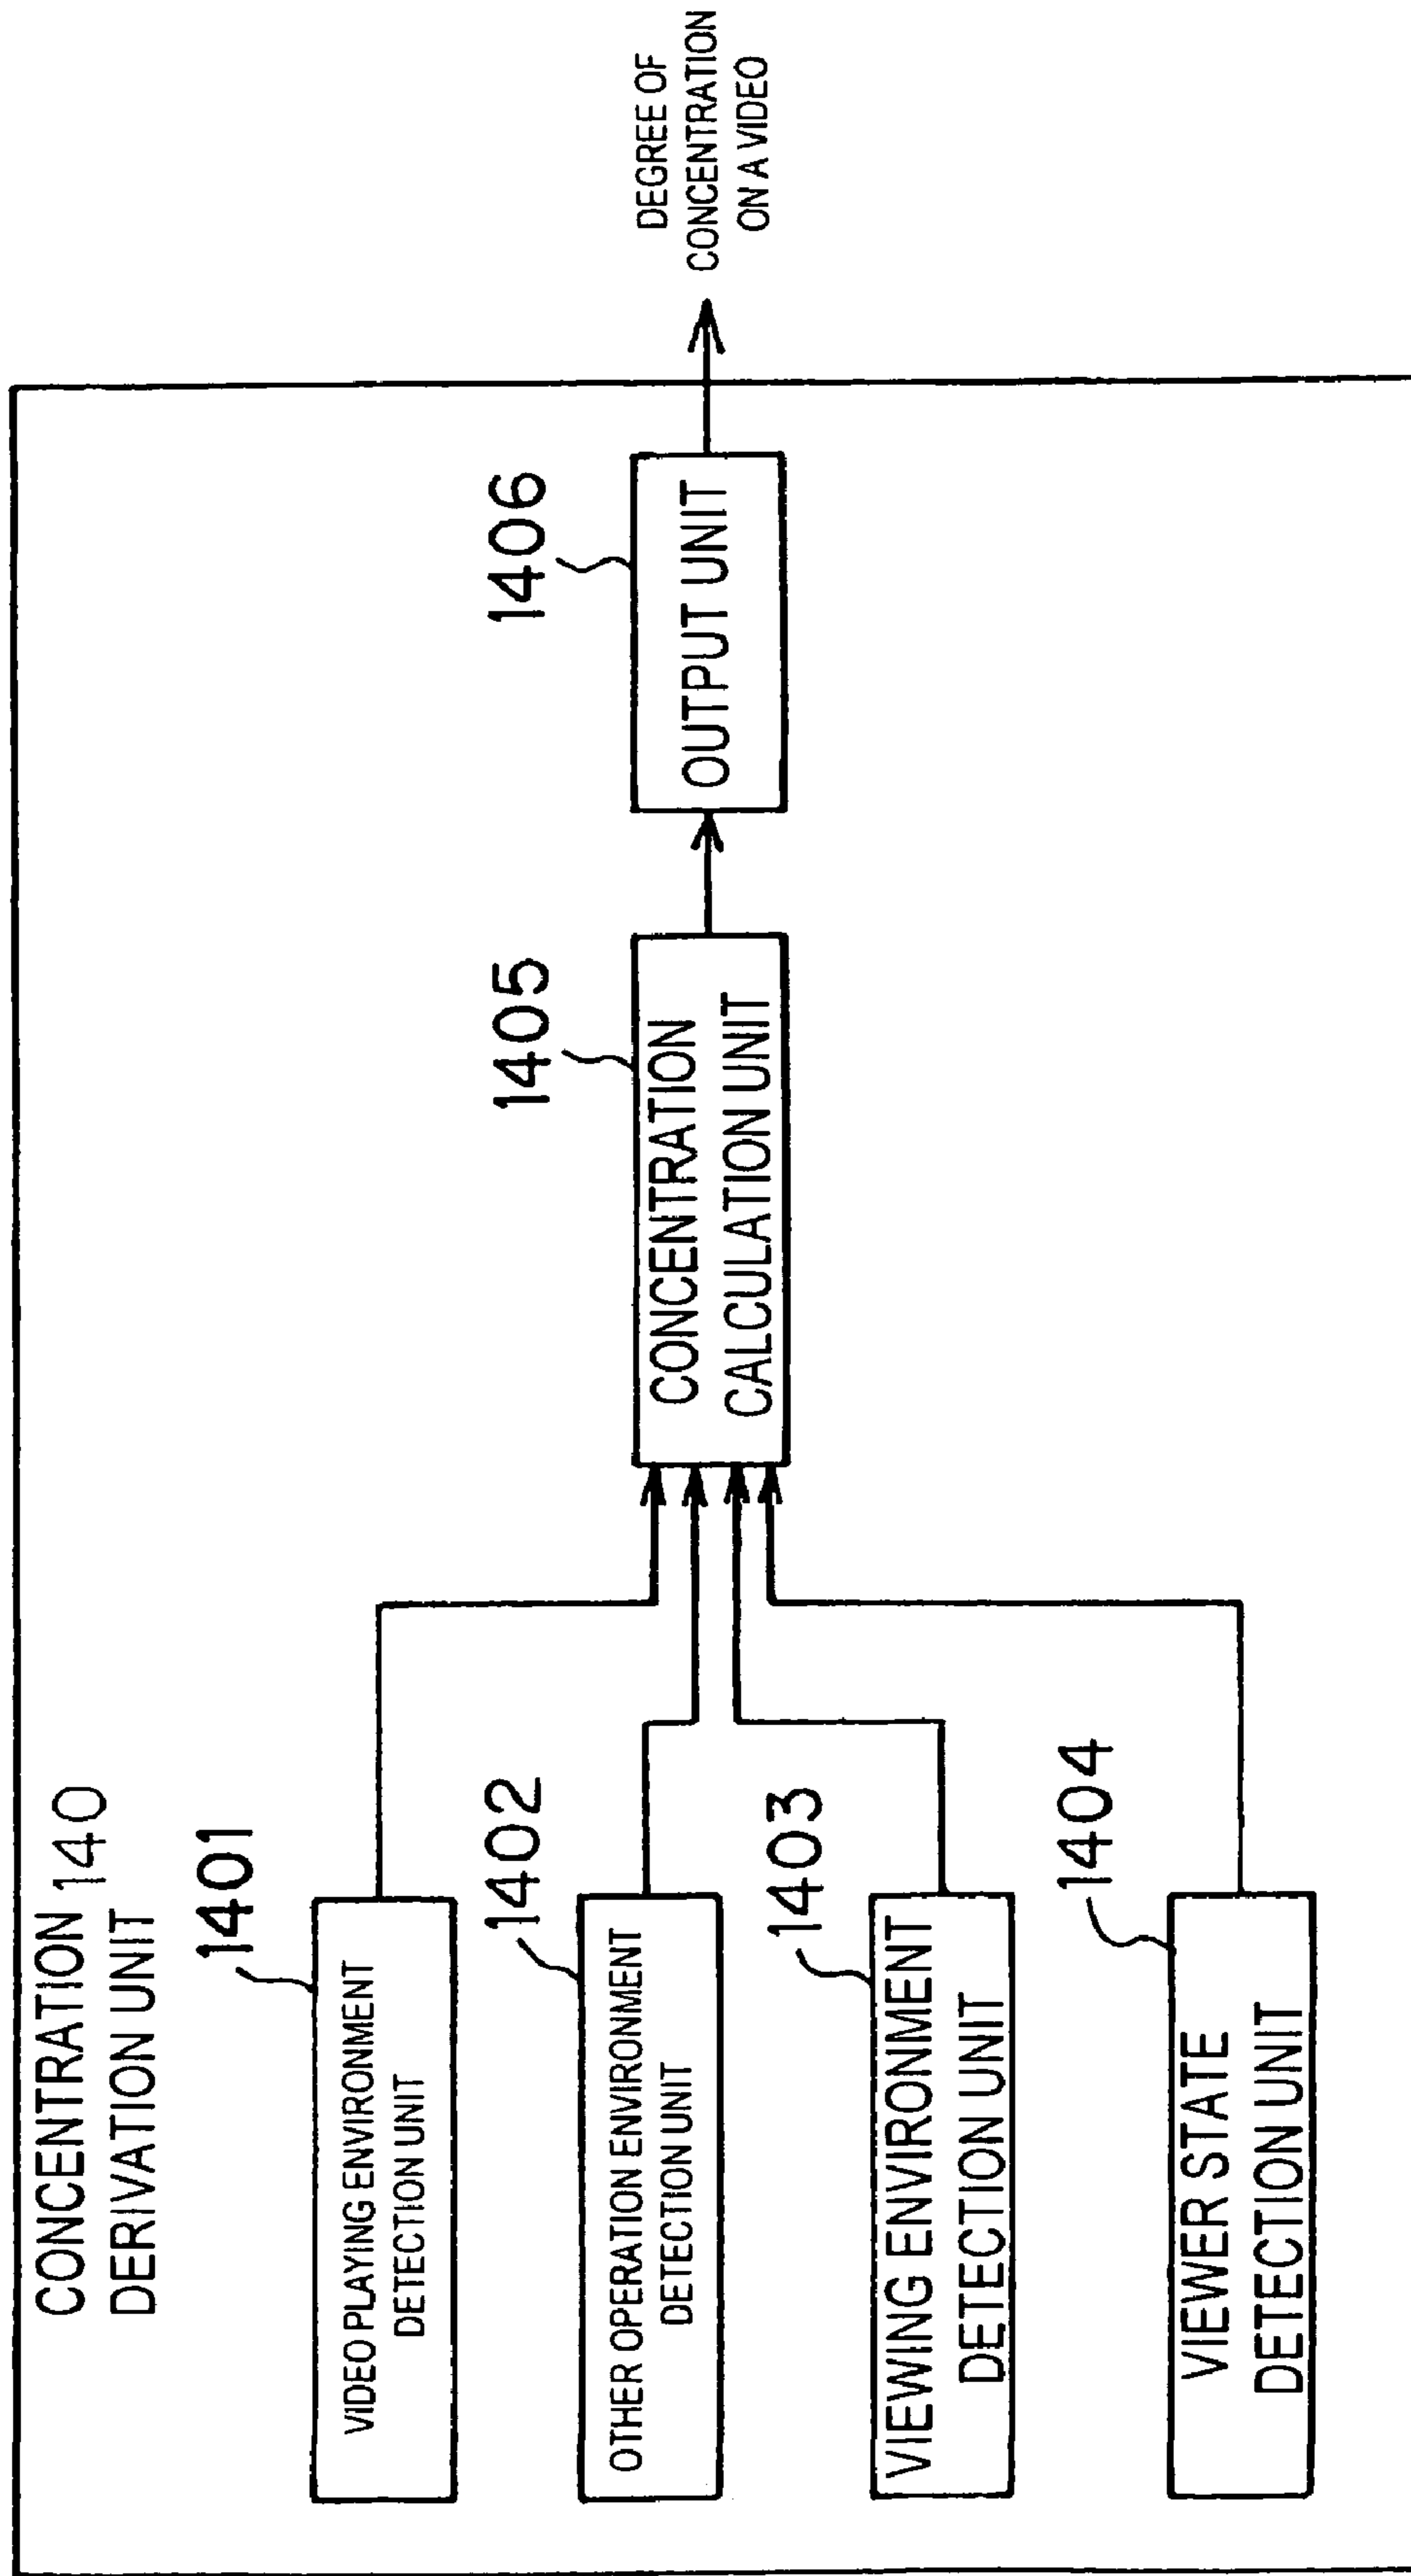 CONCENTRATION 140
DERIVATION UNIT
1401
VIDEO PLAYING ENVIRONMENT
DETECTION UNIT
1402
OTHER OPERATION ENVIRONMENT
DETECTION UNIT
1403
VIEWING ENVIRONMENT
DETECTION UNIT
1404
VIEWER STATE
DETECTION UNIT
1405
CONCENTRATION
CALCULATION UNIT
1406
OUTPUT UNIT
DEGREE OF
CONCENTRATION
ON A VIDEO